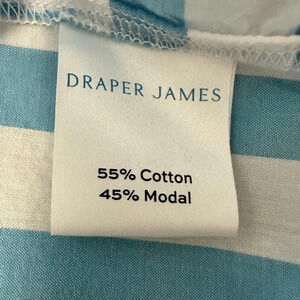 DRAPER JAMES
55% Cotton
45% Modal